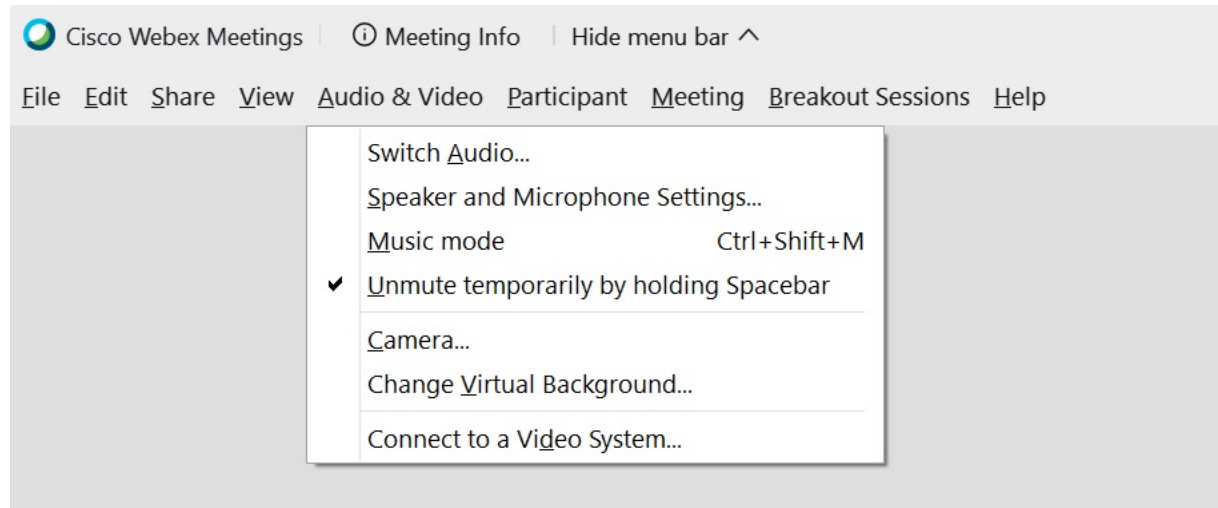 Cisco Webex Meetings Meeting Info Hide menu bar
File Edit Share View Audio & Video Participant Meeting Breakout Sessions Help
Switch Audio...
Speaker and Microphone Settings...
Music mode Ctrl+Shift+M
Unmute temporarily by holding Spacebar
Camera...
Change Virtual Background...
Connect to a Video System...